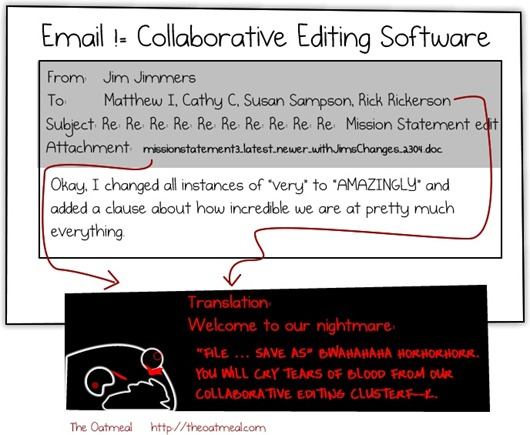 Email != Collaborative Editing Software
From: Jim Jimmers
To: Matthew I, Cathy C, Susan Sampson, Rick Rickerson
Subject: Re: Re: Re: Re: Re: Re: Re: Re: Re: Mission Statement edit
Attachment: missionstatement3_latest_newer_withJimsChanges_2304.doc
Okay, I changed all instances of "very" to "AMAZINGLY" and
added a clause about how incredible we are at pretty much
everything.
Translation:
Welcome to our nightmare:
"FILE ... SAVE AS" BWAHAHAHA HORHORHORR.
YOU WILL CRY TEARS OF BLOOD FROM OUR
COLLABORATIVE EDITING CLUSTERF--K.
The Oatmeal http://theoatmeal.com